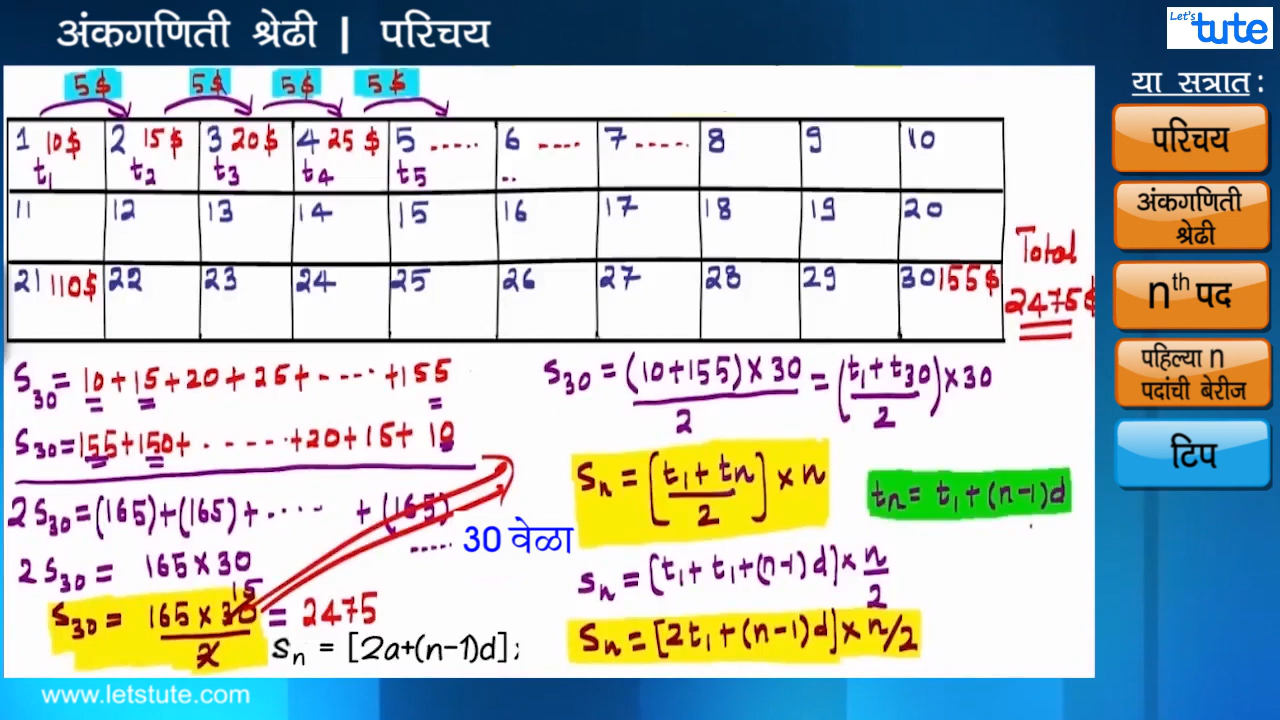 अंकगणिती श्रेढी | परिचय
Let's tute
या सत्रात :
परिचय
अंकगणिती
श्रेढी
nth पद
पहिल्या n
पदांची बेरीज
टिप
5$ 5$ 5$ 5$
1 10$ 2 15$ 3 20$ 4 25$ 5 ..... 6 .... 7 ...... 8 9 10
t1 t2 t3 t4 t5 ..
11 12 13 14 15 16 17 18 19 20
21 110$ 22 23 24 25 26 27 28 29 30 155$
Total
2475$
S30 = 10+15+20+25+ ..... +155
S30 = 155+150+ ...... +20+15+10
2S30 = (165)+(165)+ ..... +(165)
..... 30 वेळा
2S30 = 165×30
S30 = 165×30/2 = 2475
15
Sn = [2a+(n-1)d];
S30 = (10+155)×30/2 = (t1+t30/2)×30
Sn = [t1+tn/2]×n
tn = t1+(n-1)d
Sn = [t1+t1+(n-1)d]×n/2
Sn = [2t1+(n-1)d]×n/2
www.letstute.com